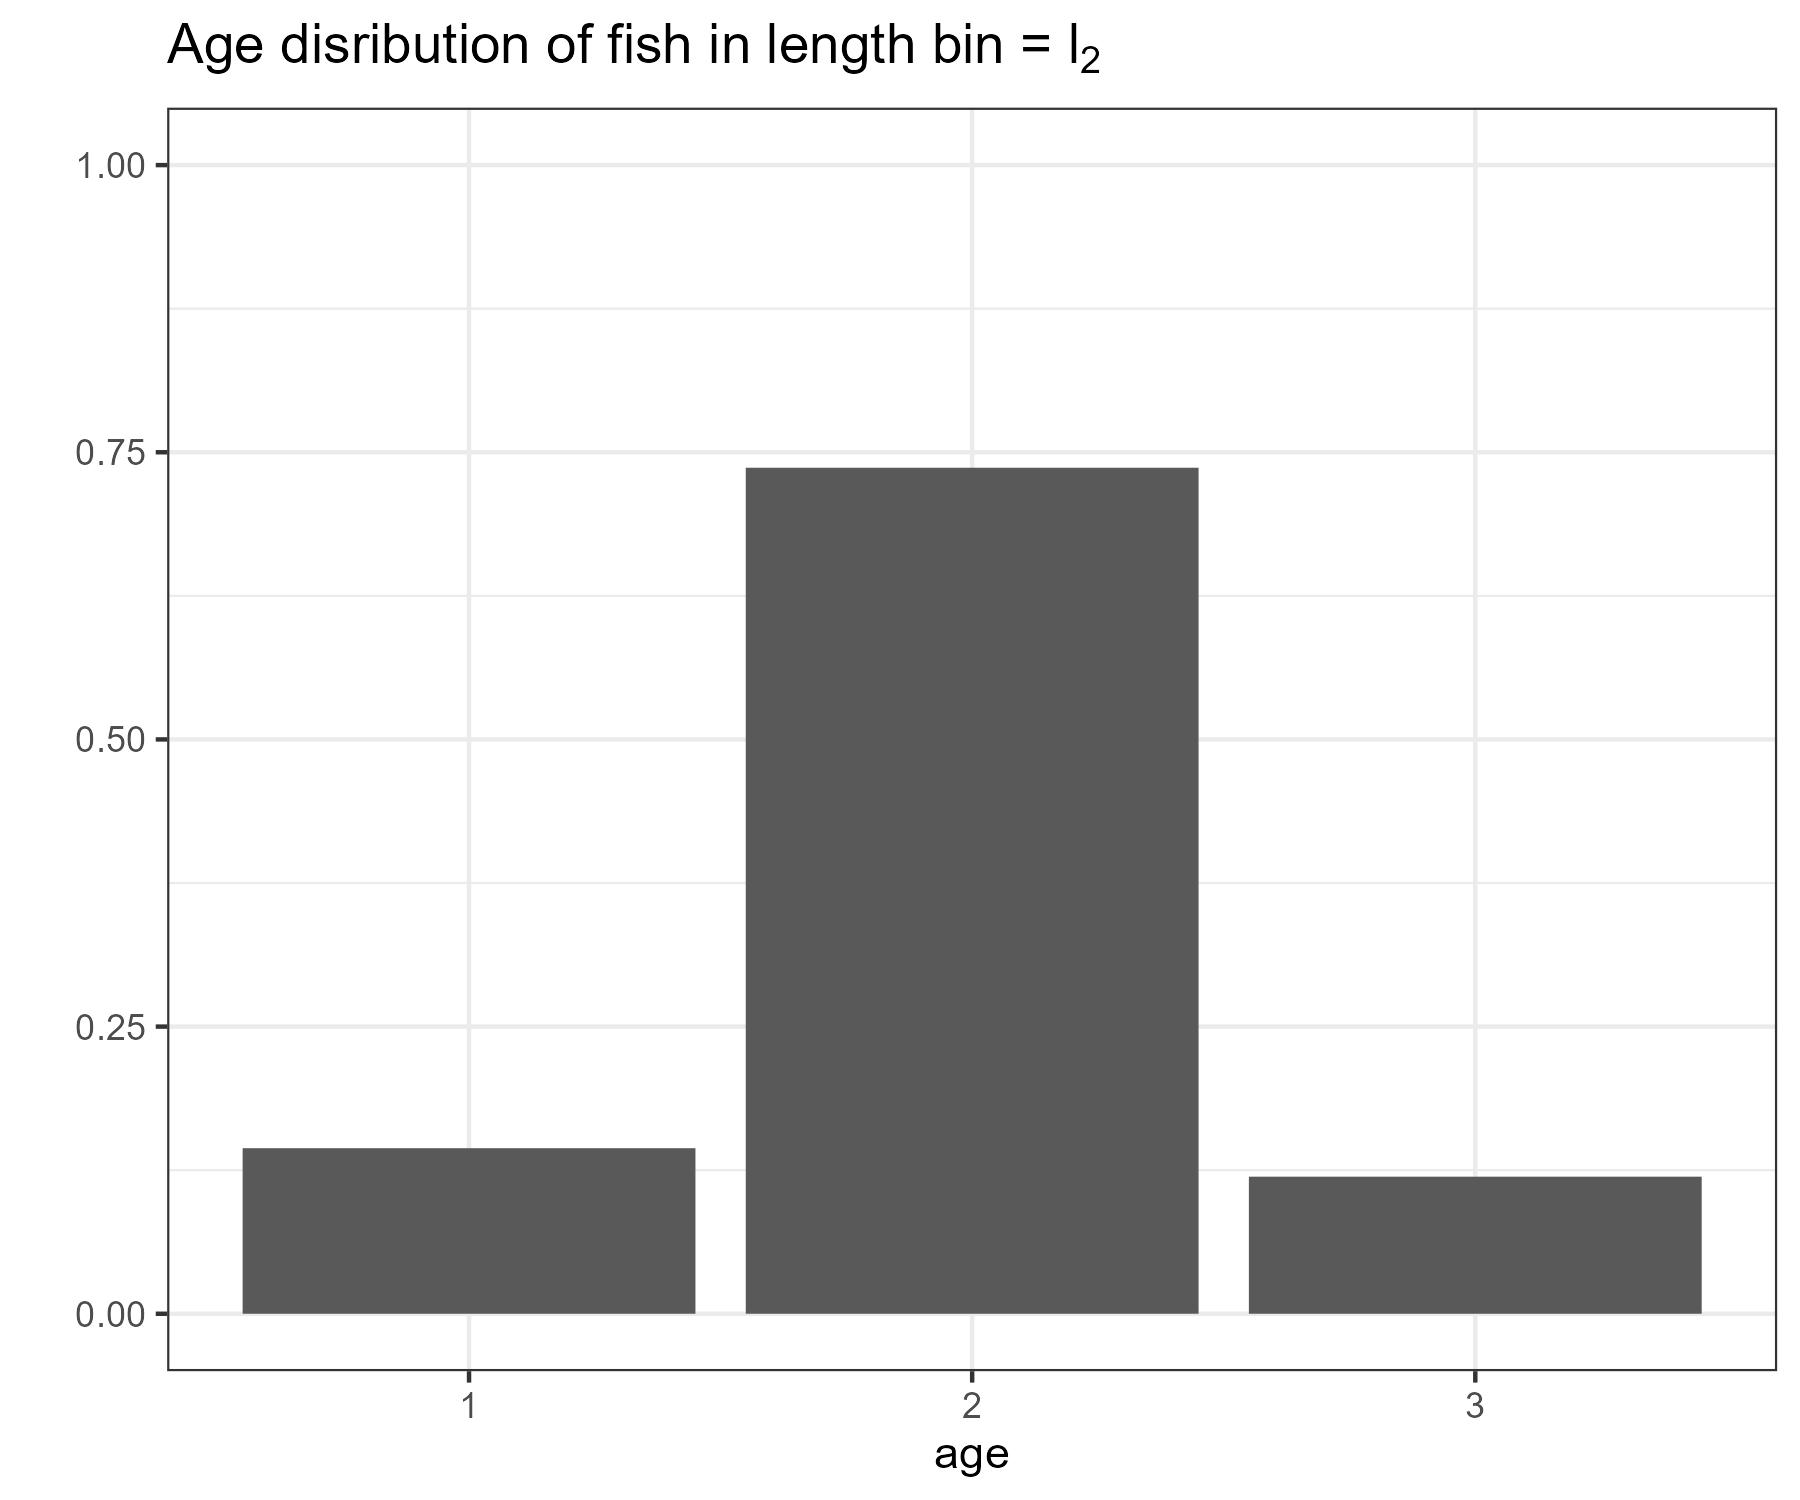 Age disribution of fish in length bin = l₂
1.00
0.75
0.50
0.25
0.00
1 2 3
age